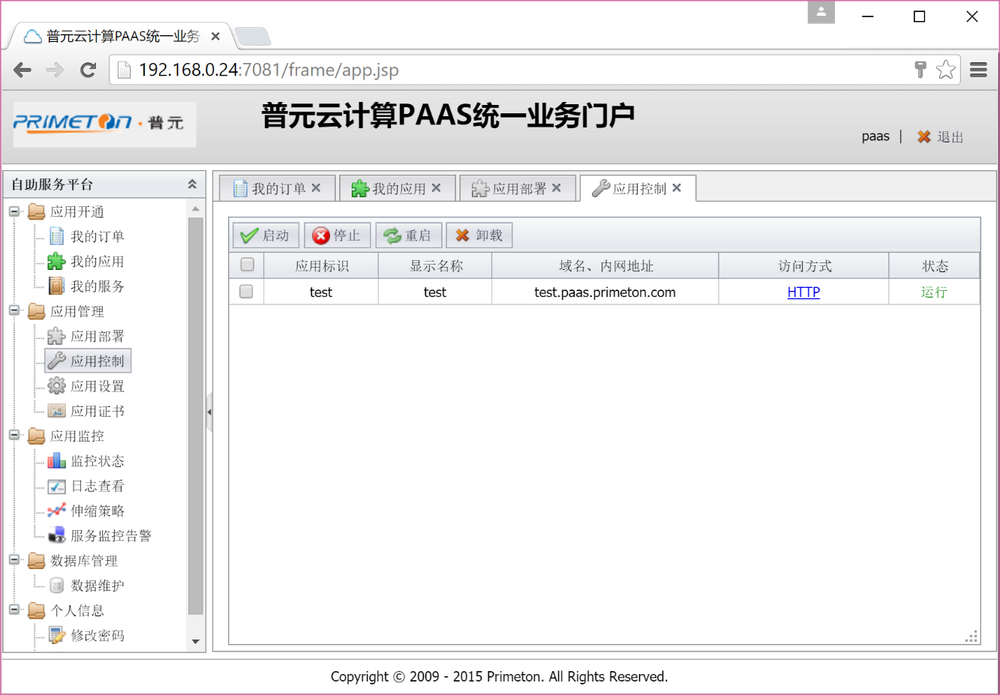 普元云计算PAAS统一业务
192.168.0.24:7081/frame/app.jsp
PRIMETON·普元
普元云计算PAAS统一业务门户
paas | 退出
自助服务平台
应用开通
我的订单
我的应用
我的服务
应用管理
应用部署
应用控制
应用设置
应用证书
应用监控
监控状态
日志查看
伸缩策略
服务监控告警
数据库管理
数据维护
个人信息
修改密码
我的订单 我的应用 应用部署 应用控制
启动 停止 重启 卸载
应用标识 显示名称 域名、内网地址 访问方式 状态
test test test.paas.primeton.com HTTP 运行
Copyright © 2009 - 2015 Primeton. All Rights Reserved.